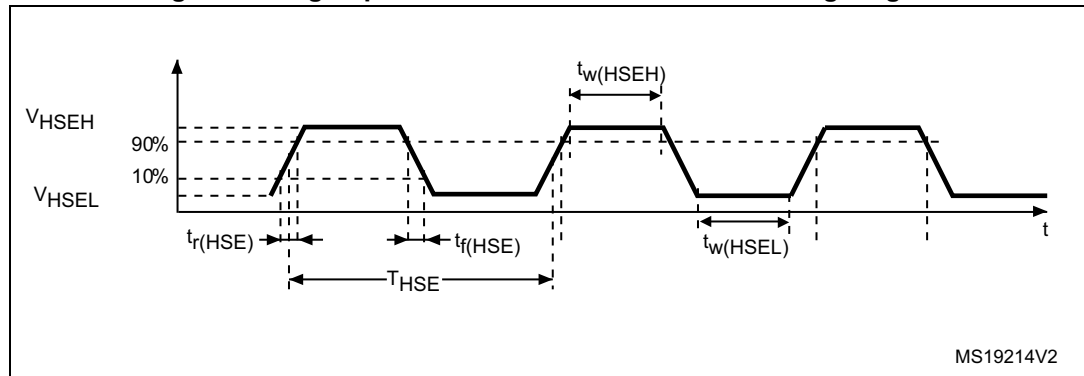 tw(HSEH)
VHSEH
90%
10%
VHSEL
tr(HSE)
tf(HSE)
tw(HSEL)
t
THSE
MS19214V2